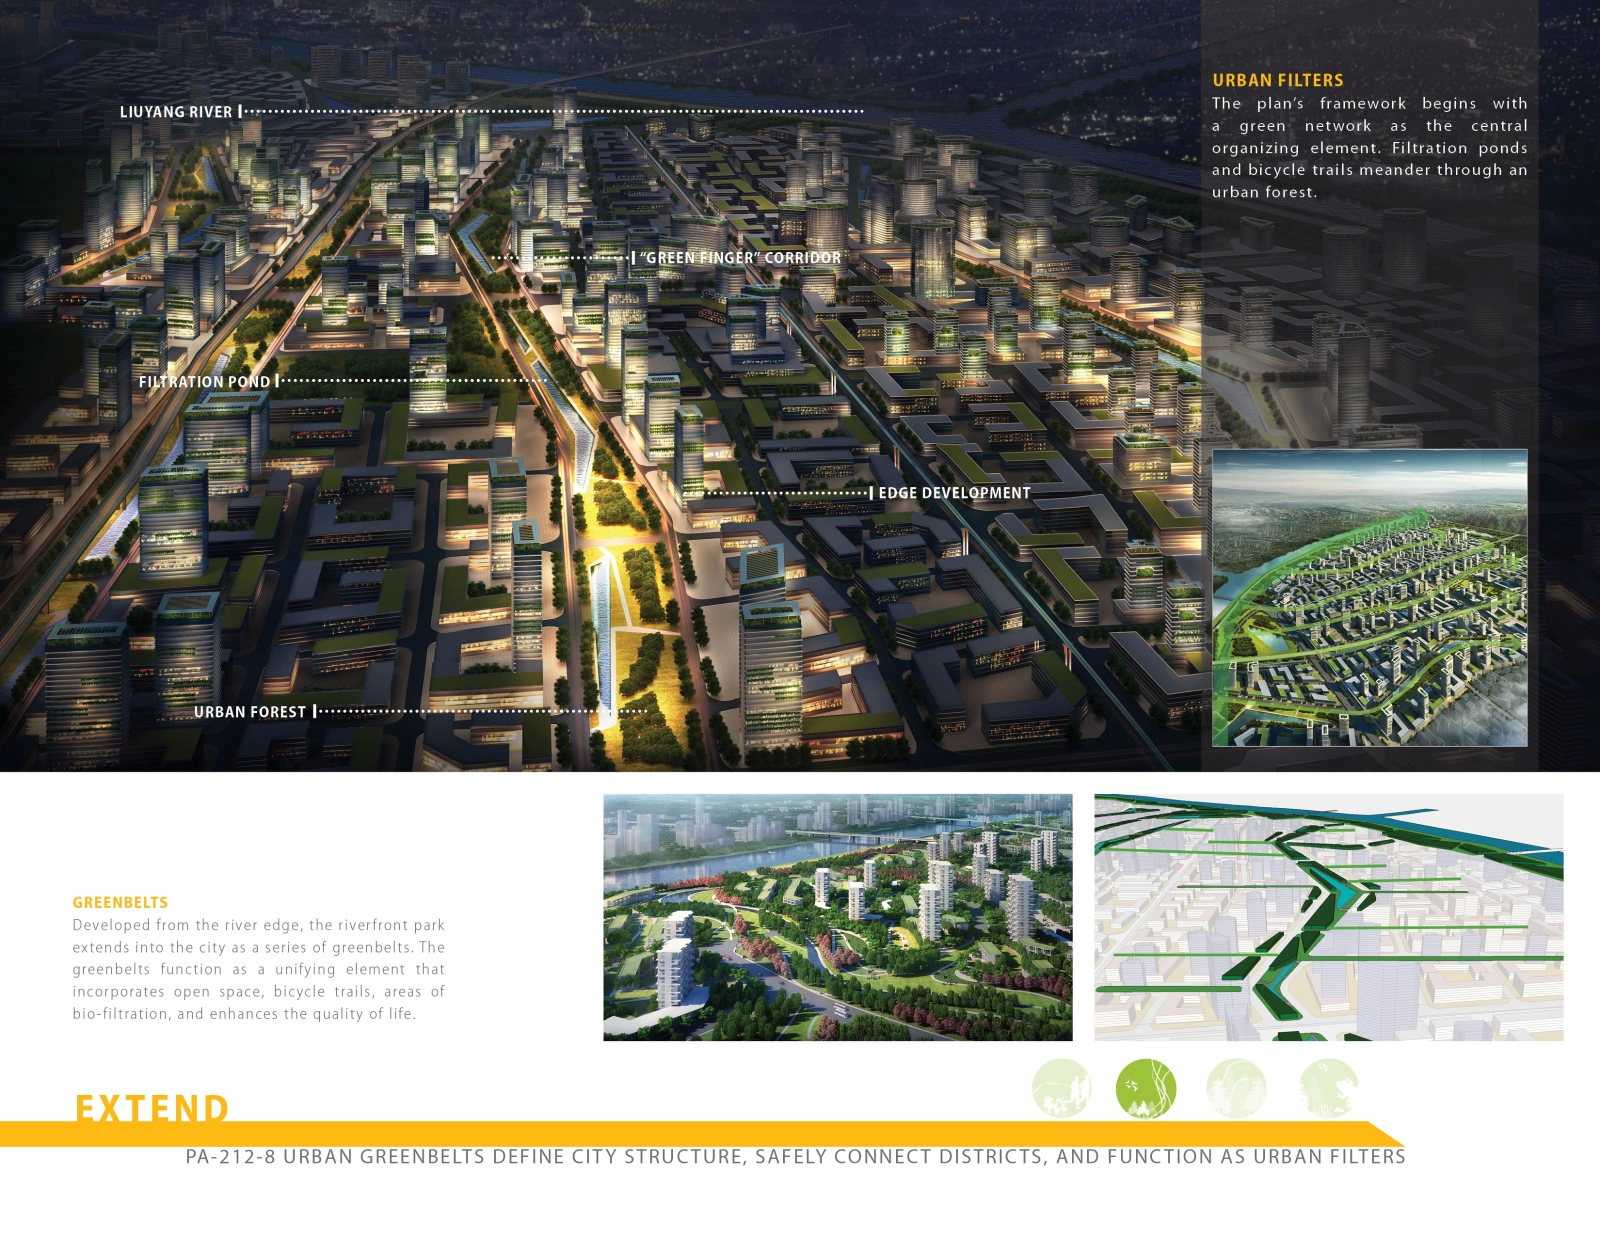 LIUYANG RIVER
"GREEN FINGER" CORRIDOR
FILTRATION POND
EDGE DEVELOPMENT
URBAN FOREST
URBAN FILTERS
The plan's framework begins with
a green network as the central
organizing element. Filtration ponds
and bicycle trails meander through an
urban forest.
GREENBELTS
Developed from the river edge, the riverfront park
extends into the city as a series of greenbelts. The
greenbelts function as a unifying element that
incorporates open space, bicycle trails, areas of
bio-filtration, and enhances the quality of life.
EXTEND
PA-212-8 URBAN GREENBELTS DEFINE CITY STRUCTURE, SAFELY CONNECT DISTRICTS, AND FUNCTION AS URBAN FILTERS